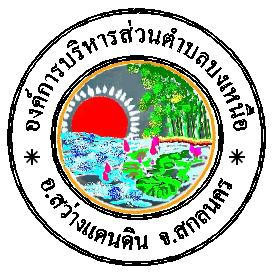 องค์การบริหารส่วนตำบลบงเหนือ
* อ.สว่างแดนดิน จ.สกลนคร *